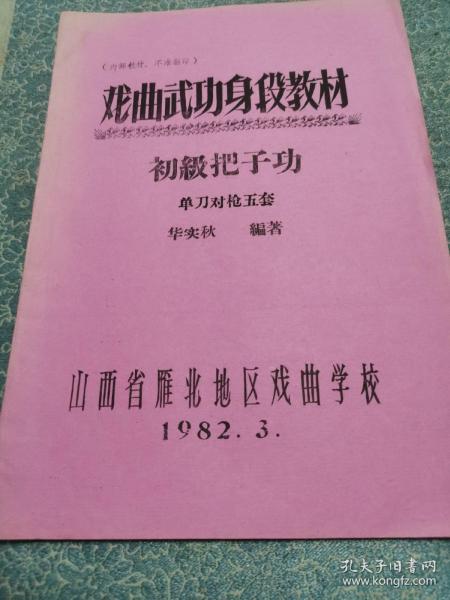 （内部教材，不准翻印）
戏曲武功身段教材
初級把子功
单刀对枪五套
华实秋 編著
山西省雁北地区戏曲学校
1982.3.
孔夫子旧书网
www.kongfz.com